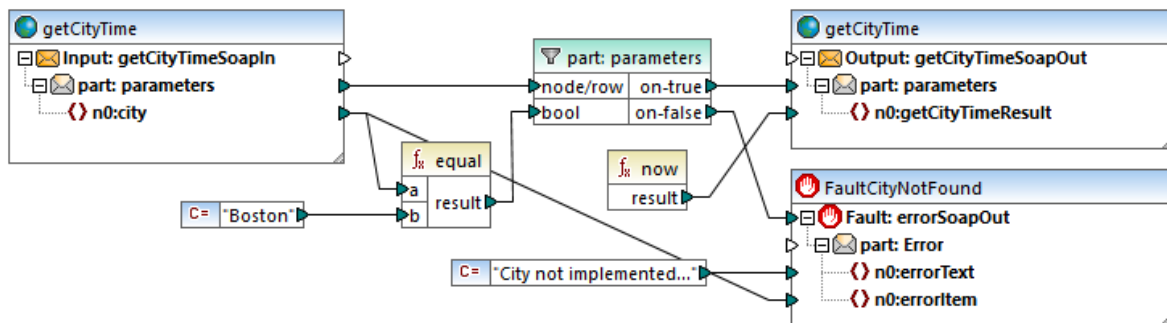 getCityTime
Input: getCityTimeSoapIn
part: parameters
n0:city
part: parameters
node/row on-true
bool on-false
equal
a
b
result
C= "Boston"
now
result
C= "City not implemented..."
getCityTime
Output: getCityTimeSoapOut
part: parameters
n0:getCityTimeResult
FaultCityNotFound
Fault: errorSoapOut
part: Error
n0:errorText
n0:errorItem